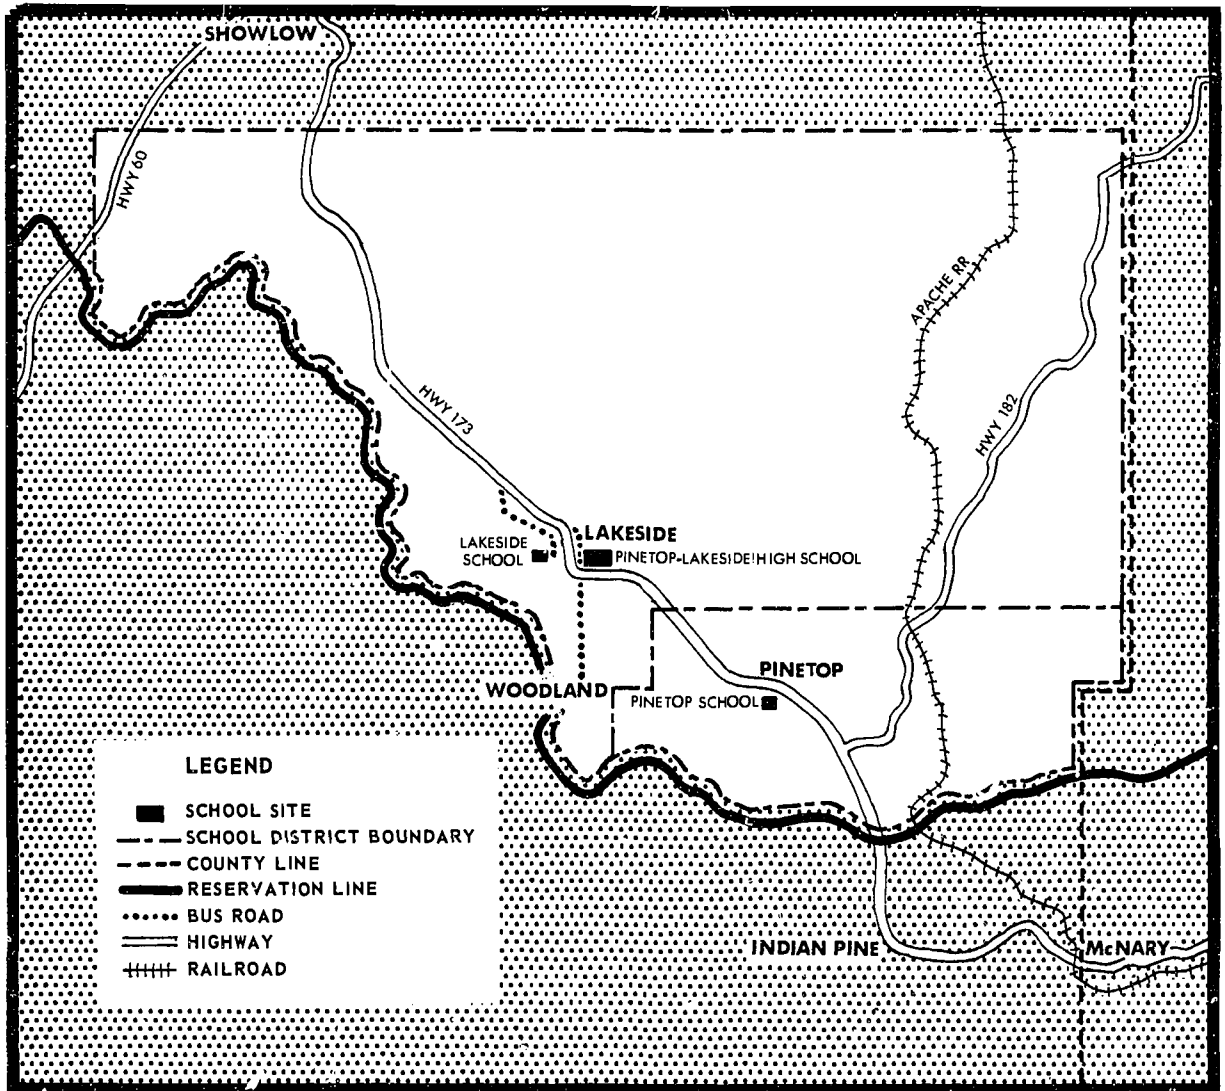 SHOWLOW
HWY 60
APACHE RR
HWY 173
HWY 182
LAKESIDE
LAKESIDE
SCHOOL
PINETOP-LAKESIDE HIGH SCHOOL
PINETOP
WOODLAND
PINETOP SCHOOL
LEGEND
SCHOOL SITE
SCHOOL DISTRICT BOUNDARY
COUNTY LINE
RESERVATION LINE
BUS ROAD
HIGHWAY
RAILROAD
INDIAN PINE
McNARY